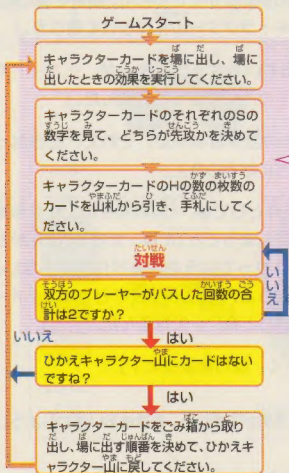 ゲームスタート
キャラクターカードを場に出し、場に
出したときの効果を実行してください。
キャラクターカードのそれぞれのSの
数字を見て、どちらが先攻かを決めて
ください。
キャラクターカードのHの数の枚数の
カードを山札から引き、手札にしてく
ださい。
対戦
双方のプレーヤーがパスした回数の合
計は2ですか？
いいえ
はい
いいえ
ひかえキャラクター山にカードはない
ですね？
はい
キャラクターカードをごみ箱から取り
出し、場に出す順番を決めて、ひかえキ
ャラクター山に戻してください。